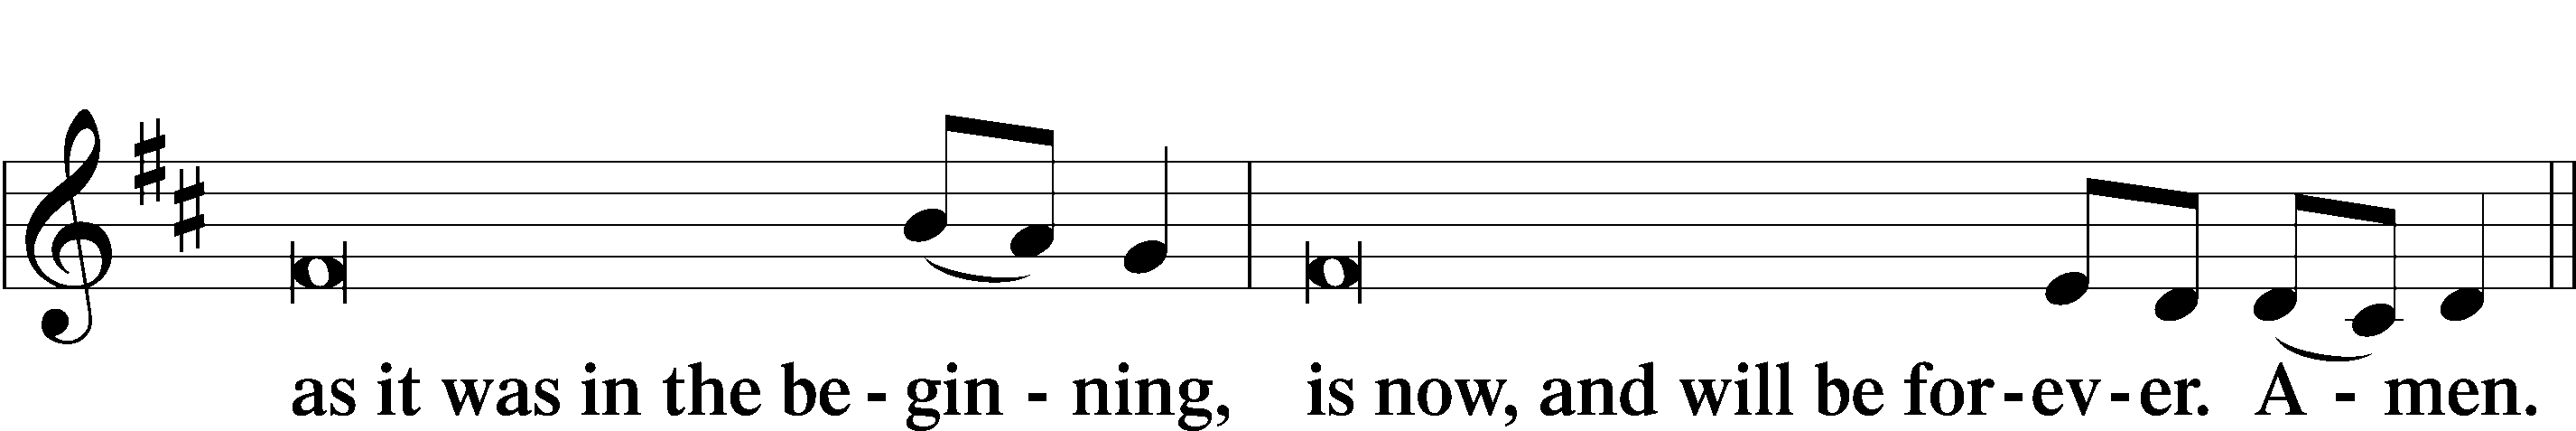 as it was in the be - gin - ning, is now, and will be for-ev-er. A - men.